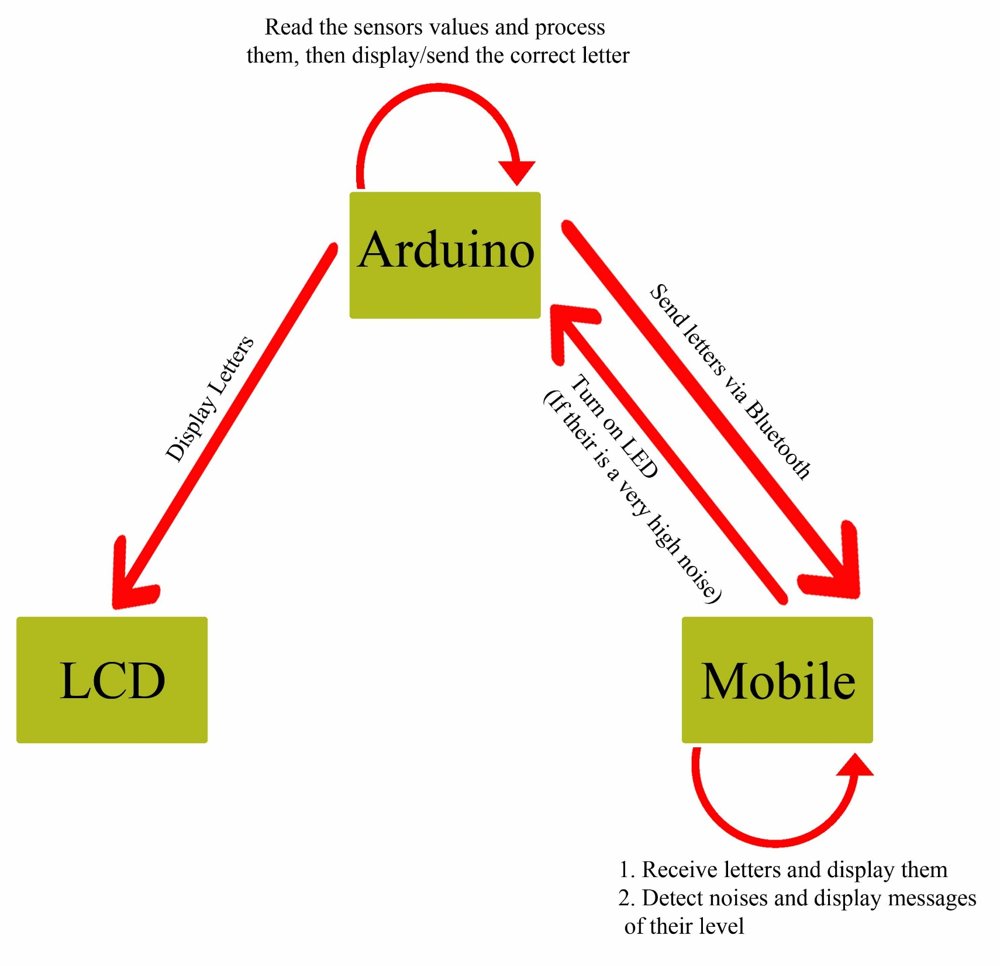 Read the sensors values and process
them, then display/send the correct letter
Arduino
Display Letters
Send letters via Bluetooth
Turn on LED
(If their is a very high noise)
LCD
Mobile
1. Receive letters and display them
2. Detect noises and display messages
of their level